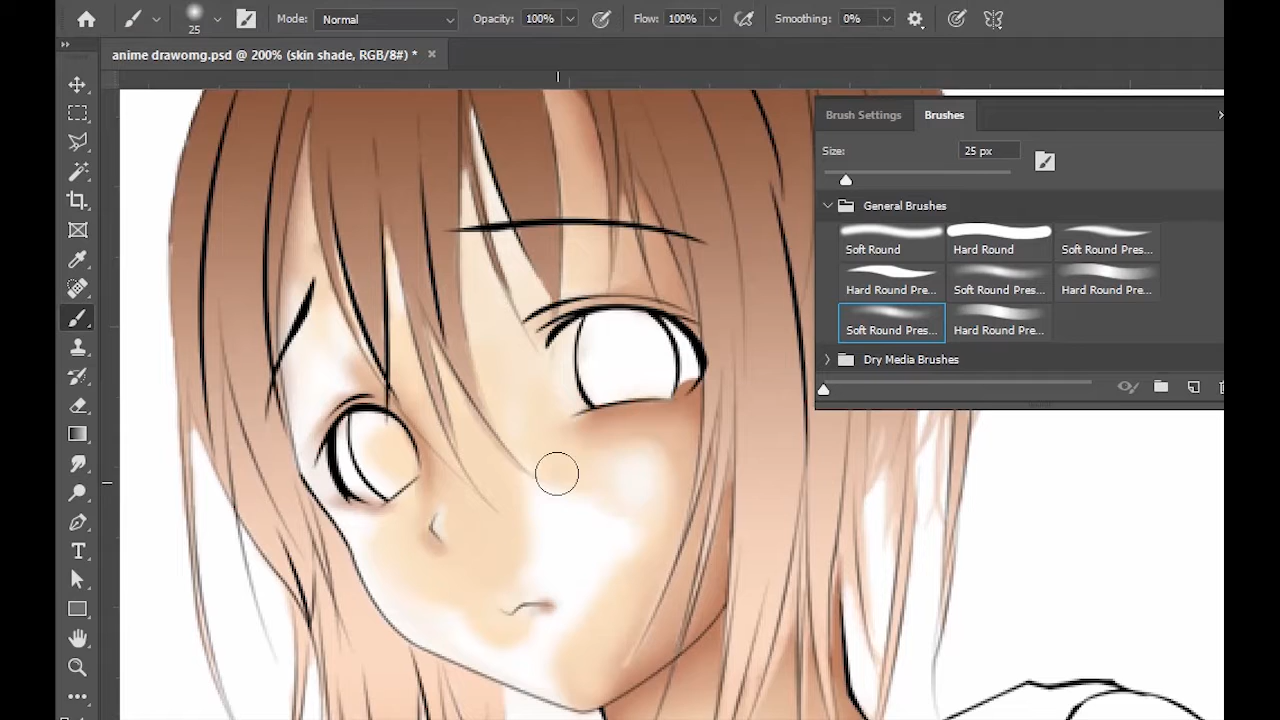 25 Mode: Normal Opacity: 100% Flow: 100% Smoothing: 0%
anime drawomg.psd @ 200% (skin shade, RGB/8#) * ×
Brush Settings Brushes
Size: 25 px
General Brushes
Soft Round Hard Round Soft Round Pres...
Hard Round Pre... Soft Round Pres... Hard Round Pre...
Soft Round Pres... Hard Round Pre...
Dry Media Brushes